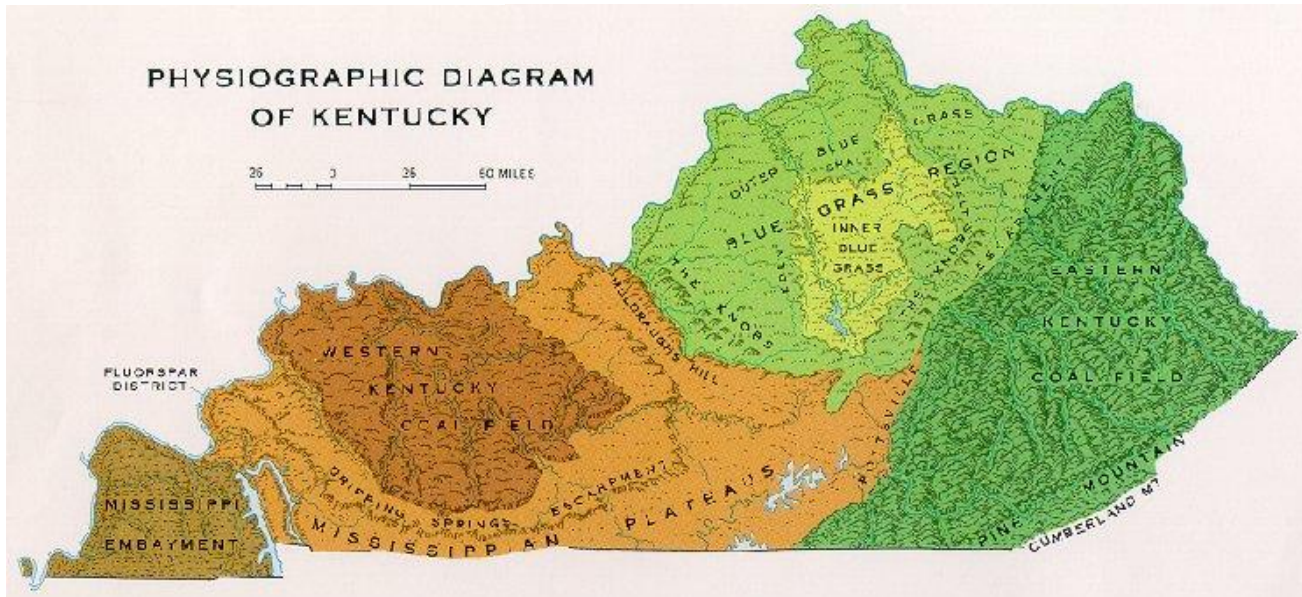 PHYSIOGRAPHIC DIAGRAM
OF KENTUCKY
25 0 25 50 MILES
OUTER BLUE GRASS
SHALE
BLUE GRASS REGION
INNER
BLUE
GRASS
EDEN
THE KNOBS
THE KNOBS
BELT
ESCARPMENT
MULDRAUGHS HILL
POTTSVILLE
EASTERN
KENTUCKY
COAL FIELD
WESTERN
KENTUCKY
COAL FIELD
FLUORSPAR
DISTRICT
DRIPPING SPRINGS ESCARPMENT
MISSISSIPPIAN PLATEAUS
MISSISSIPPI
EMBAYMENT
PINE MOUNTAIN
CUMBERLAND MT